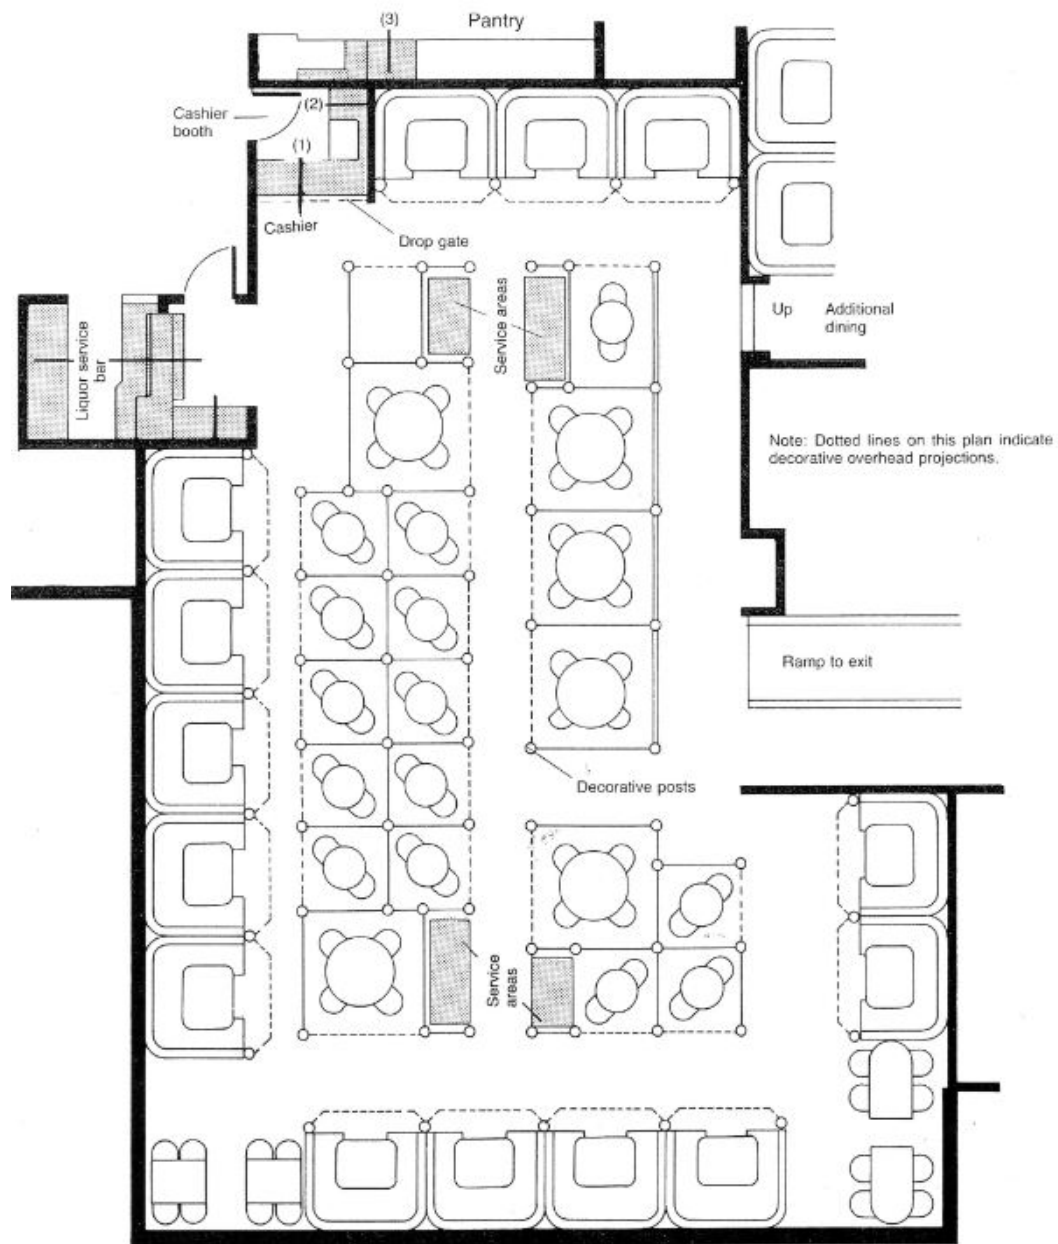 (3)
Pantry
Cashier
booth
(2)
(1)
Cashier
Drop gate
Service areas
Up
Additional
dining
Liquor service
bar
Note: Dotted lines on this plan indicate
decorative overhead projections.
Ramp to exit
Decorative posts
Service
areas